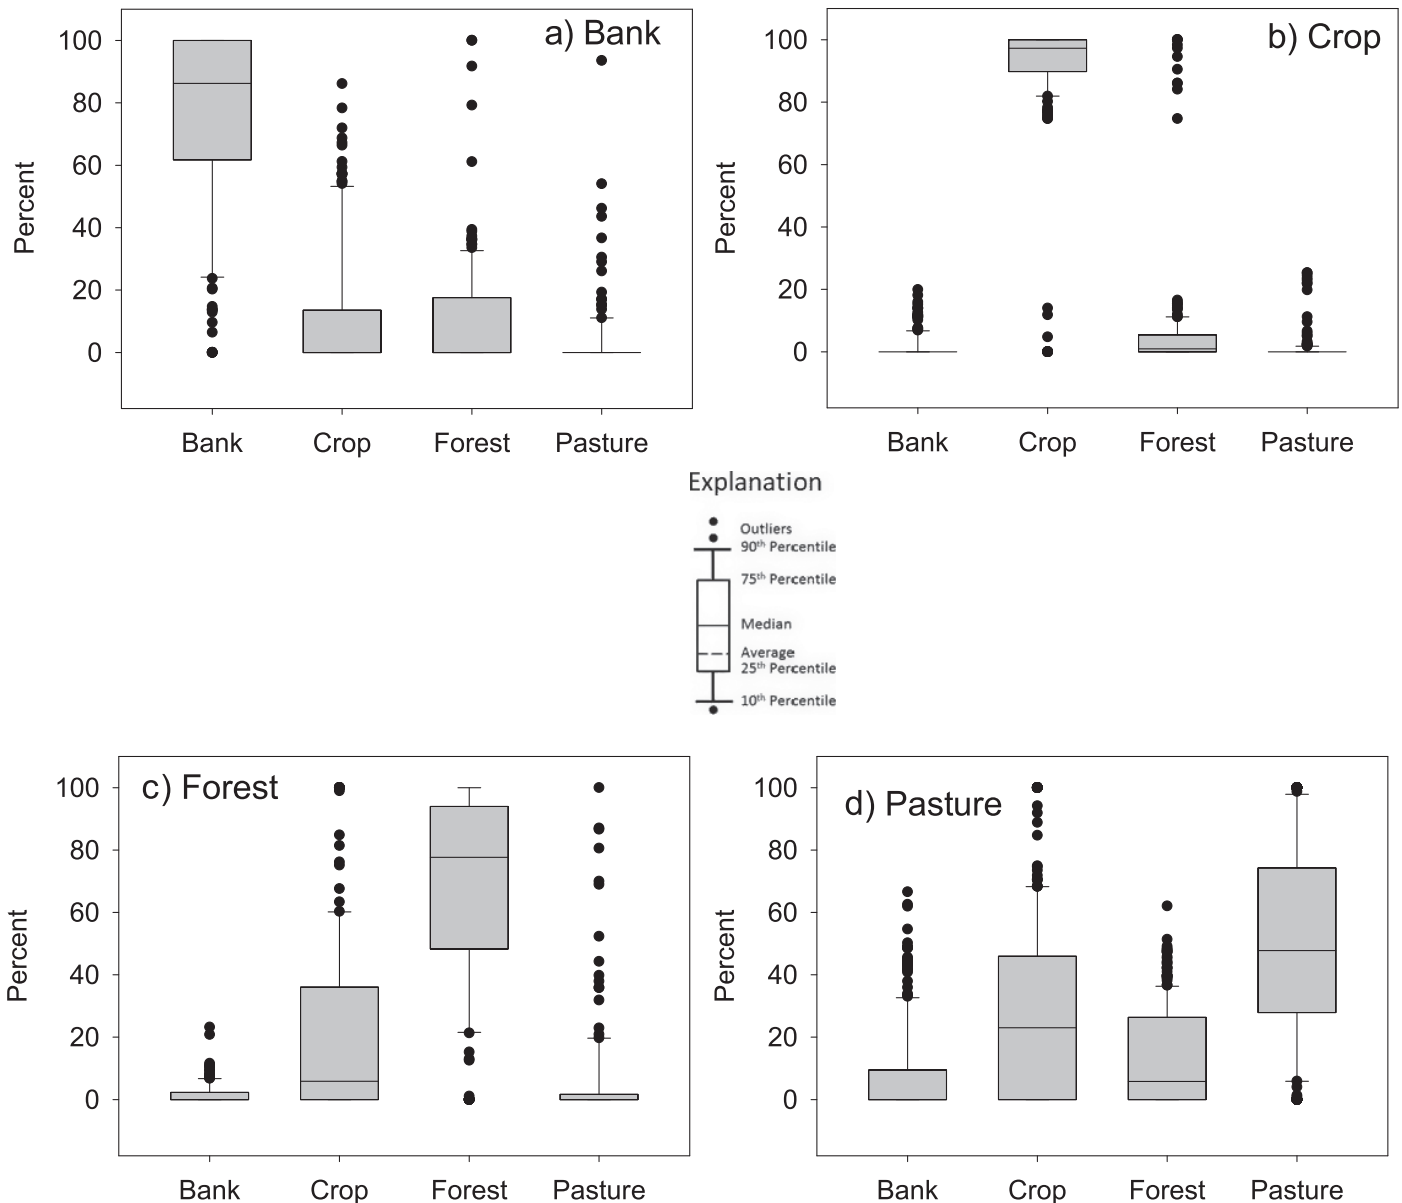 a) Bank
Percent
100
80
60
40
20
0
Bank Crop Forest Pasture
b) Crop
Percent
100
80
60
40
20
0
Bank Crop Forest Pasture
Explanation
Outliers
90th Percentile
75th Percentile
Median
Average
25th Percentile
10th Percentile
c) Forest
Percent
100
80
60
40
20
0
Bank Crop Forest Pasture
d) Pasture
Percent
100
80
60
40
20
0
Bank Crop Forest Pasture